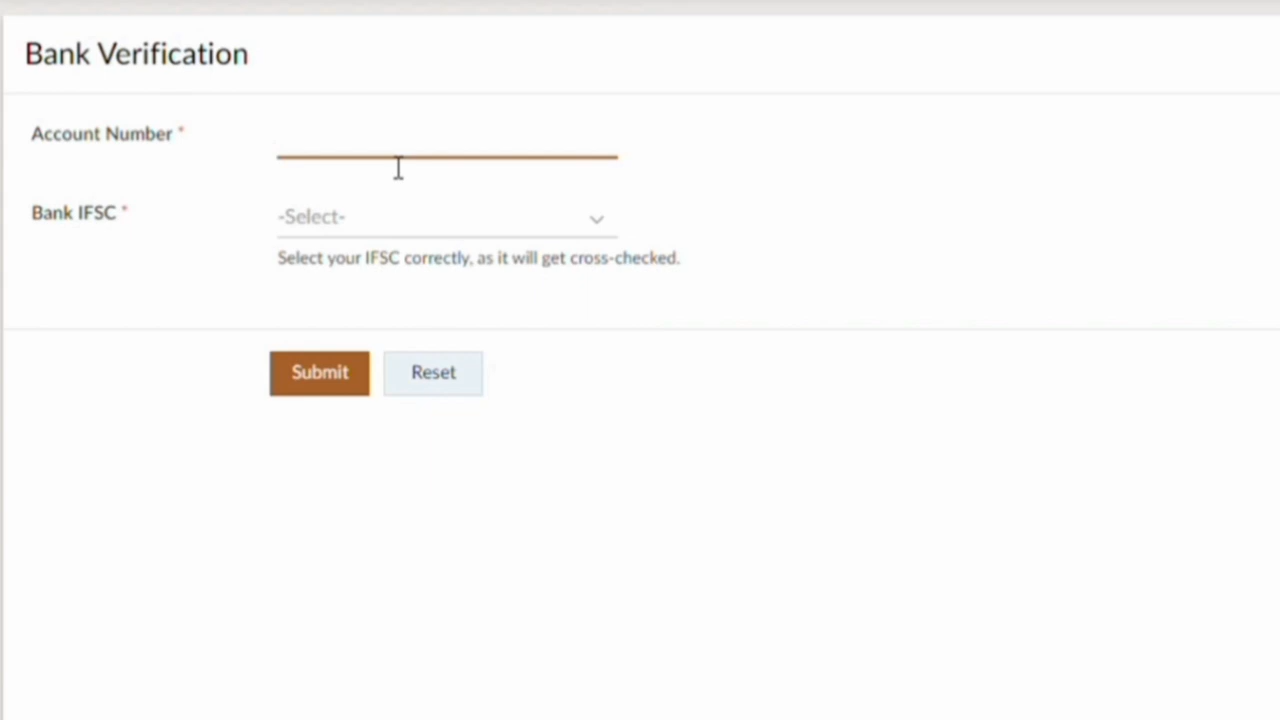 Bank Verification
Account Number *
Bank IFSC *
-Select-
Select your IFSC correctly, as it will get cross-checked.
Submit
Reset